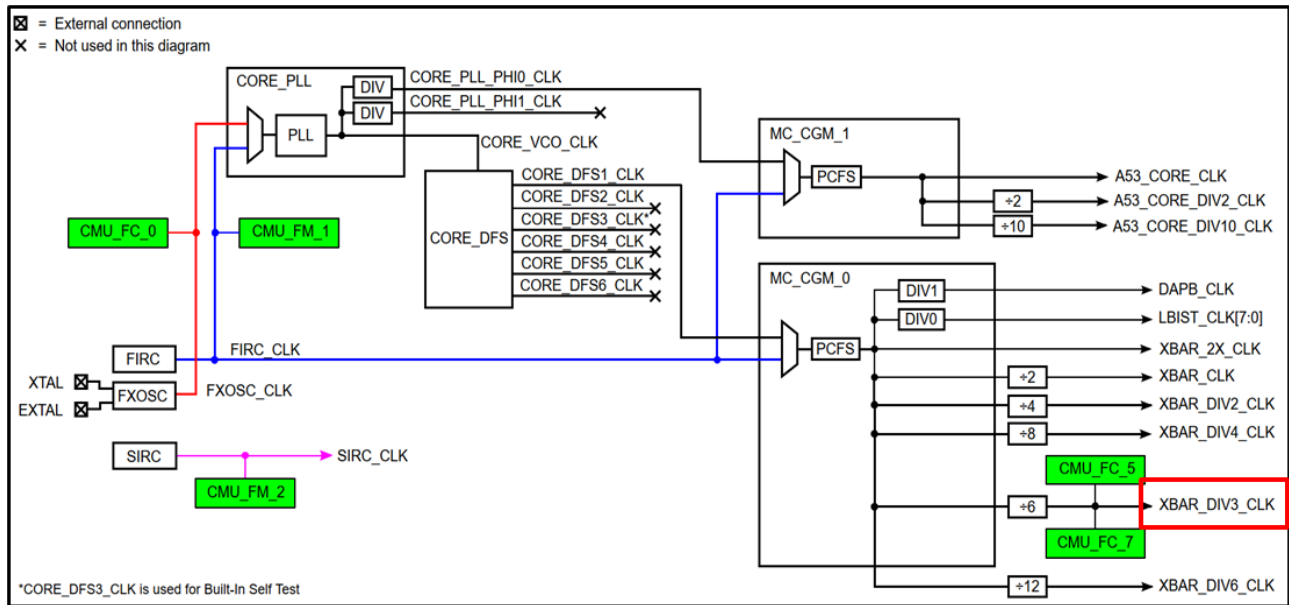 = External connection
= Not used in this diagram
CORE_PLL
DIV
CORE_PLL_PHI0_CLK
DIV
CORE_PLL_PHI1_CLK
PLL
CORE_VCO_CLK
MC_CGM_1
PCFS
A53_CORE_CLK
÷2
A53_CORE_DIV2_CLK
÷10
A53_CORE_DIV10_CLK
CORE_DFS
CORE_DFS1_CLK
CORE_DFS2_CLK
CORE_DFS3_CLK*
CORE_DFS4_CLK
CORE_DFS5_CLK
CORE_DFS6_CLK
CMU_FC_0
CMU_FM_1
MC_CGM_0
DIV1
DAPB_CLK
DIV0
LBIST_CLK[7:0]
PCFS
XBAR_2X_CLK
FIRC
FIRC_CLK
÷2
XBAR_CLK
XTAL
EXTAL
FXOSC
FXOSC_CLK
÷4
XBAR_DIV2_CLK
÷8
XBAR_DIV4_CLK
SIRC
SIRC_CLK
CMU_FM_2
CMU_FC_5
÷6
XBAR_DIV3_CLK
CMU_FC_7
÷12
XBAR_DIV6_CLK
*CORE_DFS3_CLK is used for Built-In Self Test